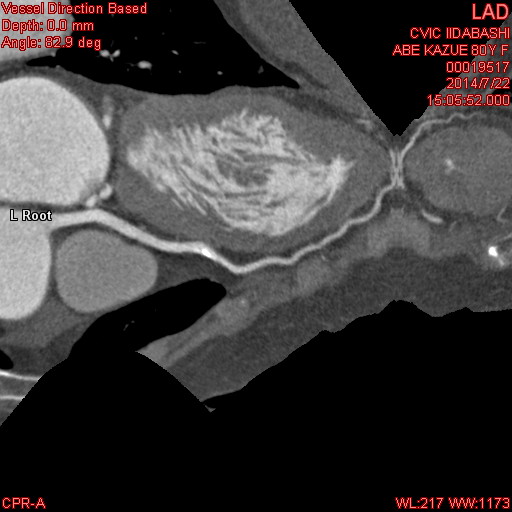 Vessel Direction Based
Depth: 0.0 mm
Angle: 82.9 deg
LAD
CVIC IIDABASHI
ABE KAZUE 80Y F
00019517
2014/7/22
15:05:52.000
L Root
CPR-A
WL:217 WW:1173